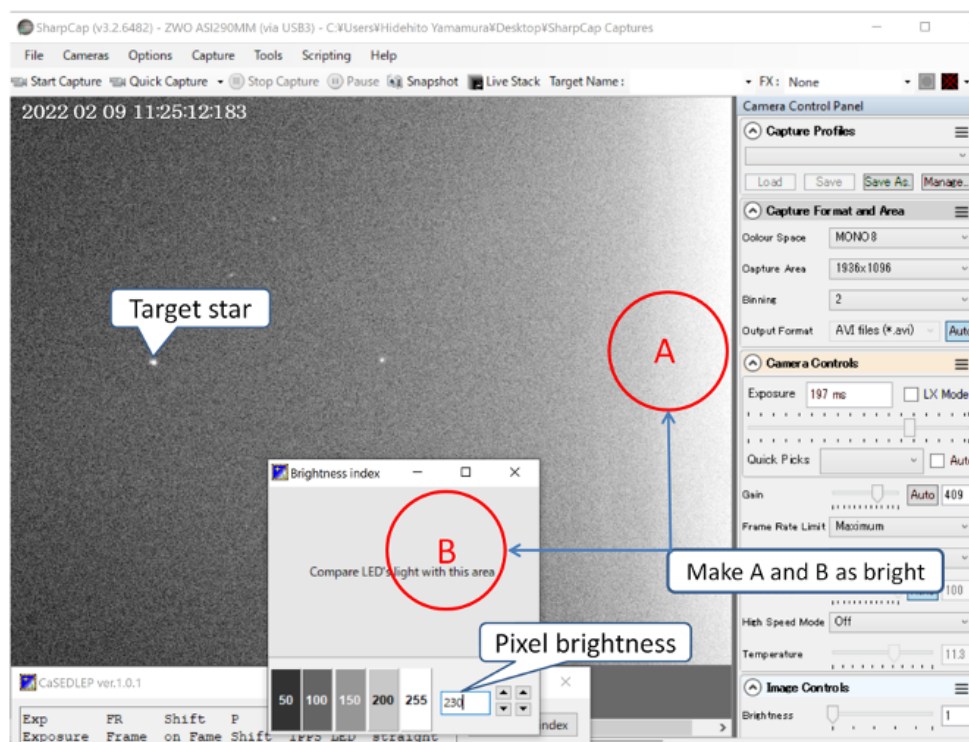 SharpCap (v3.2.6482) - ZWO ASI290MM (via USB3) - C:¥Users¥Hidehito Yamamura¥Desktop¥SharpCap Captures
File Cameras Options Capture Tools Scripting Help
Start Capture Quick Capture Stop Capture Pause Snapshot Live Stack Target Name : FX : None
2022 02 09 11:25:12:183
Camera Control Panel
Capture Profiles
Load Save Save As. Manage..
Capture Format and Area
Colour Space MONO8
Capture Area 1936x1096
Binning 2
Output Format AVI files (*.avi) Auto
Camera Controls
Exposure 197 ms LX Mode
Quick Picks Auto
Gain Auto 409
Frame Rate Limit Maximum
100
High Speed Mode Off
Temperature 11.3
Image Controls
Brightness 1
Target star
A
Brightness index
B
Compare LED's light with this area
Make A and B as bright
Pixel brightness
50 100 150 200 255 230
CaSEDLEP ver.1.0.1
index
Exp FR Shift P
Exposure Frame on Fame Shift 1PPS LED straight